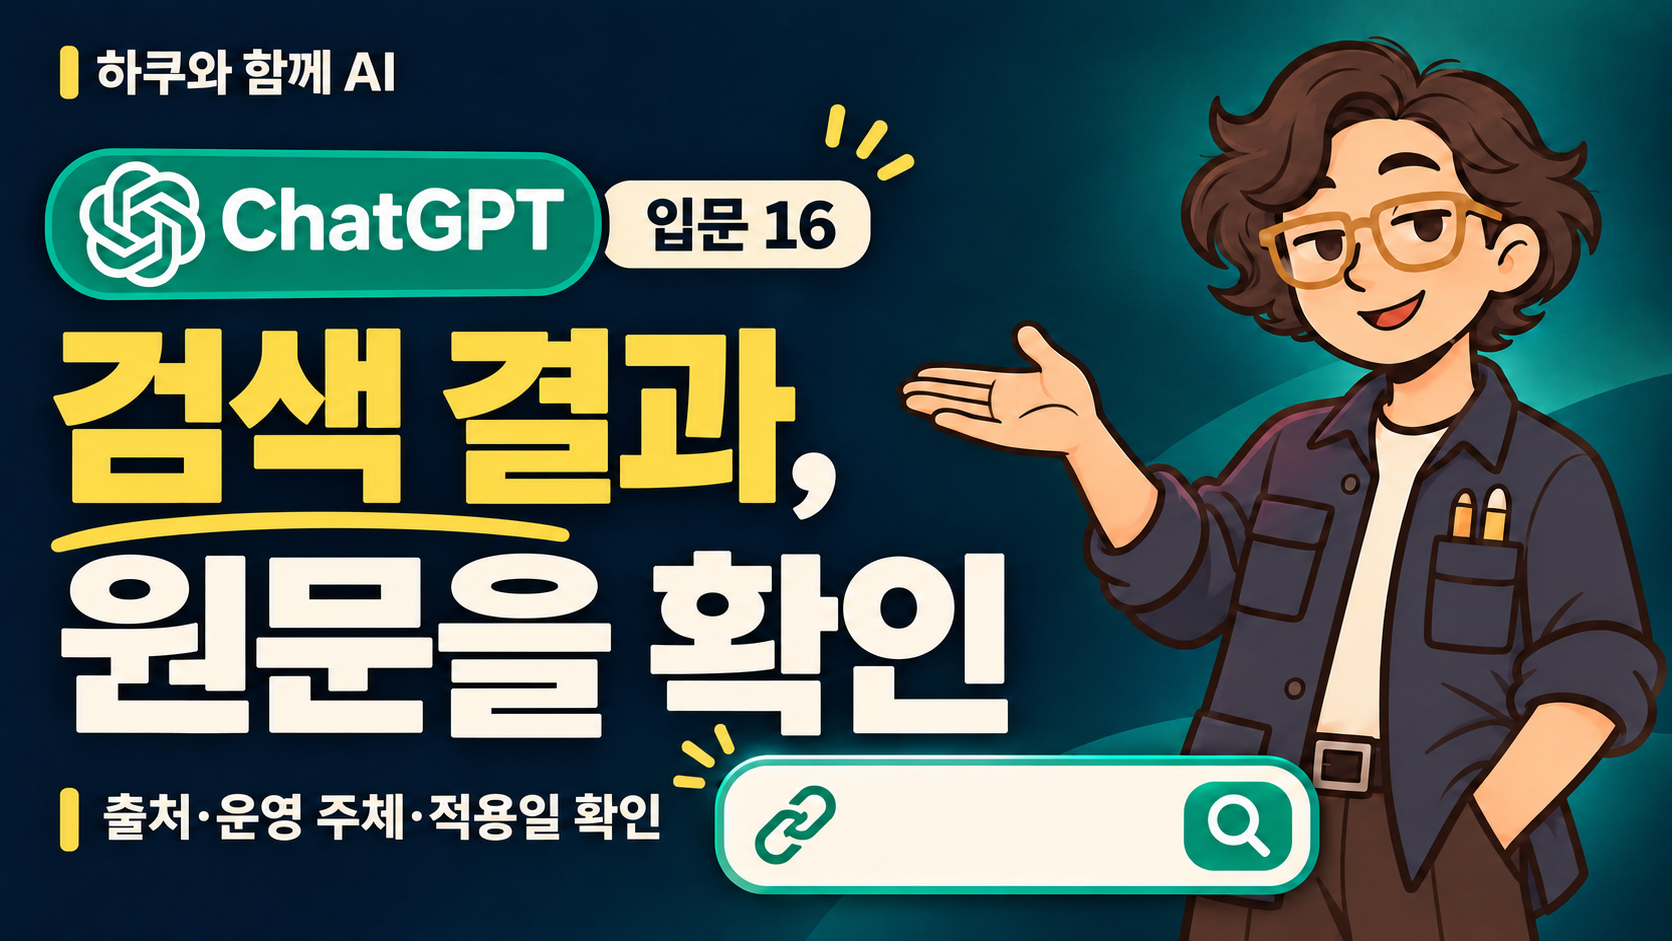 하쿠와 함께 AI
ChatGPT 입문 16
검색 결과,
원문을 확인
출처·운영 주체·적용일 확인